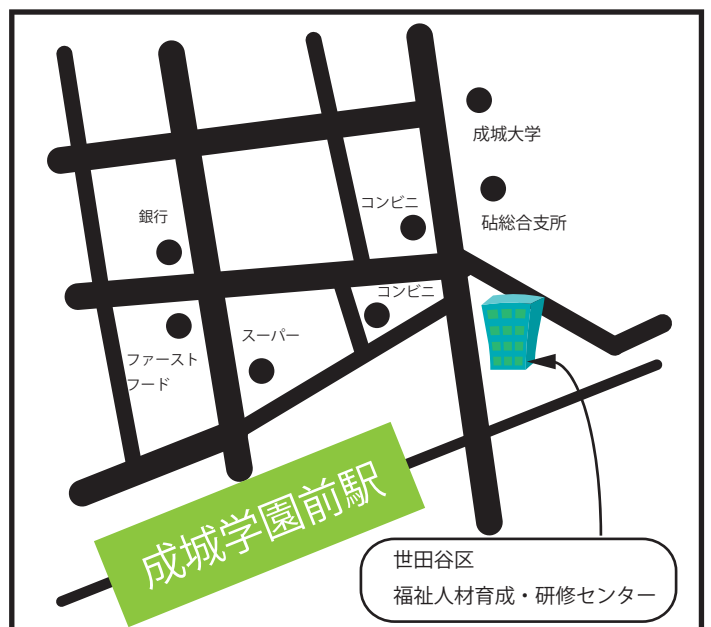 成城大学
砧総合支所
コンビニ
銀行
コンビニ
スーパー
ファースト
フード
成城学園前駅
世田谷区
福祉人材育成・研修センター